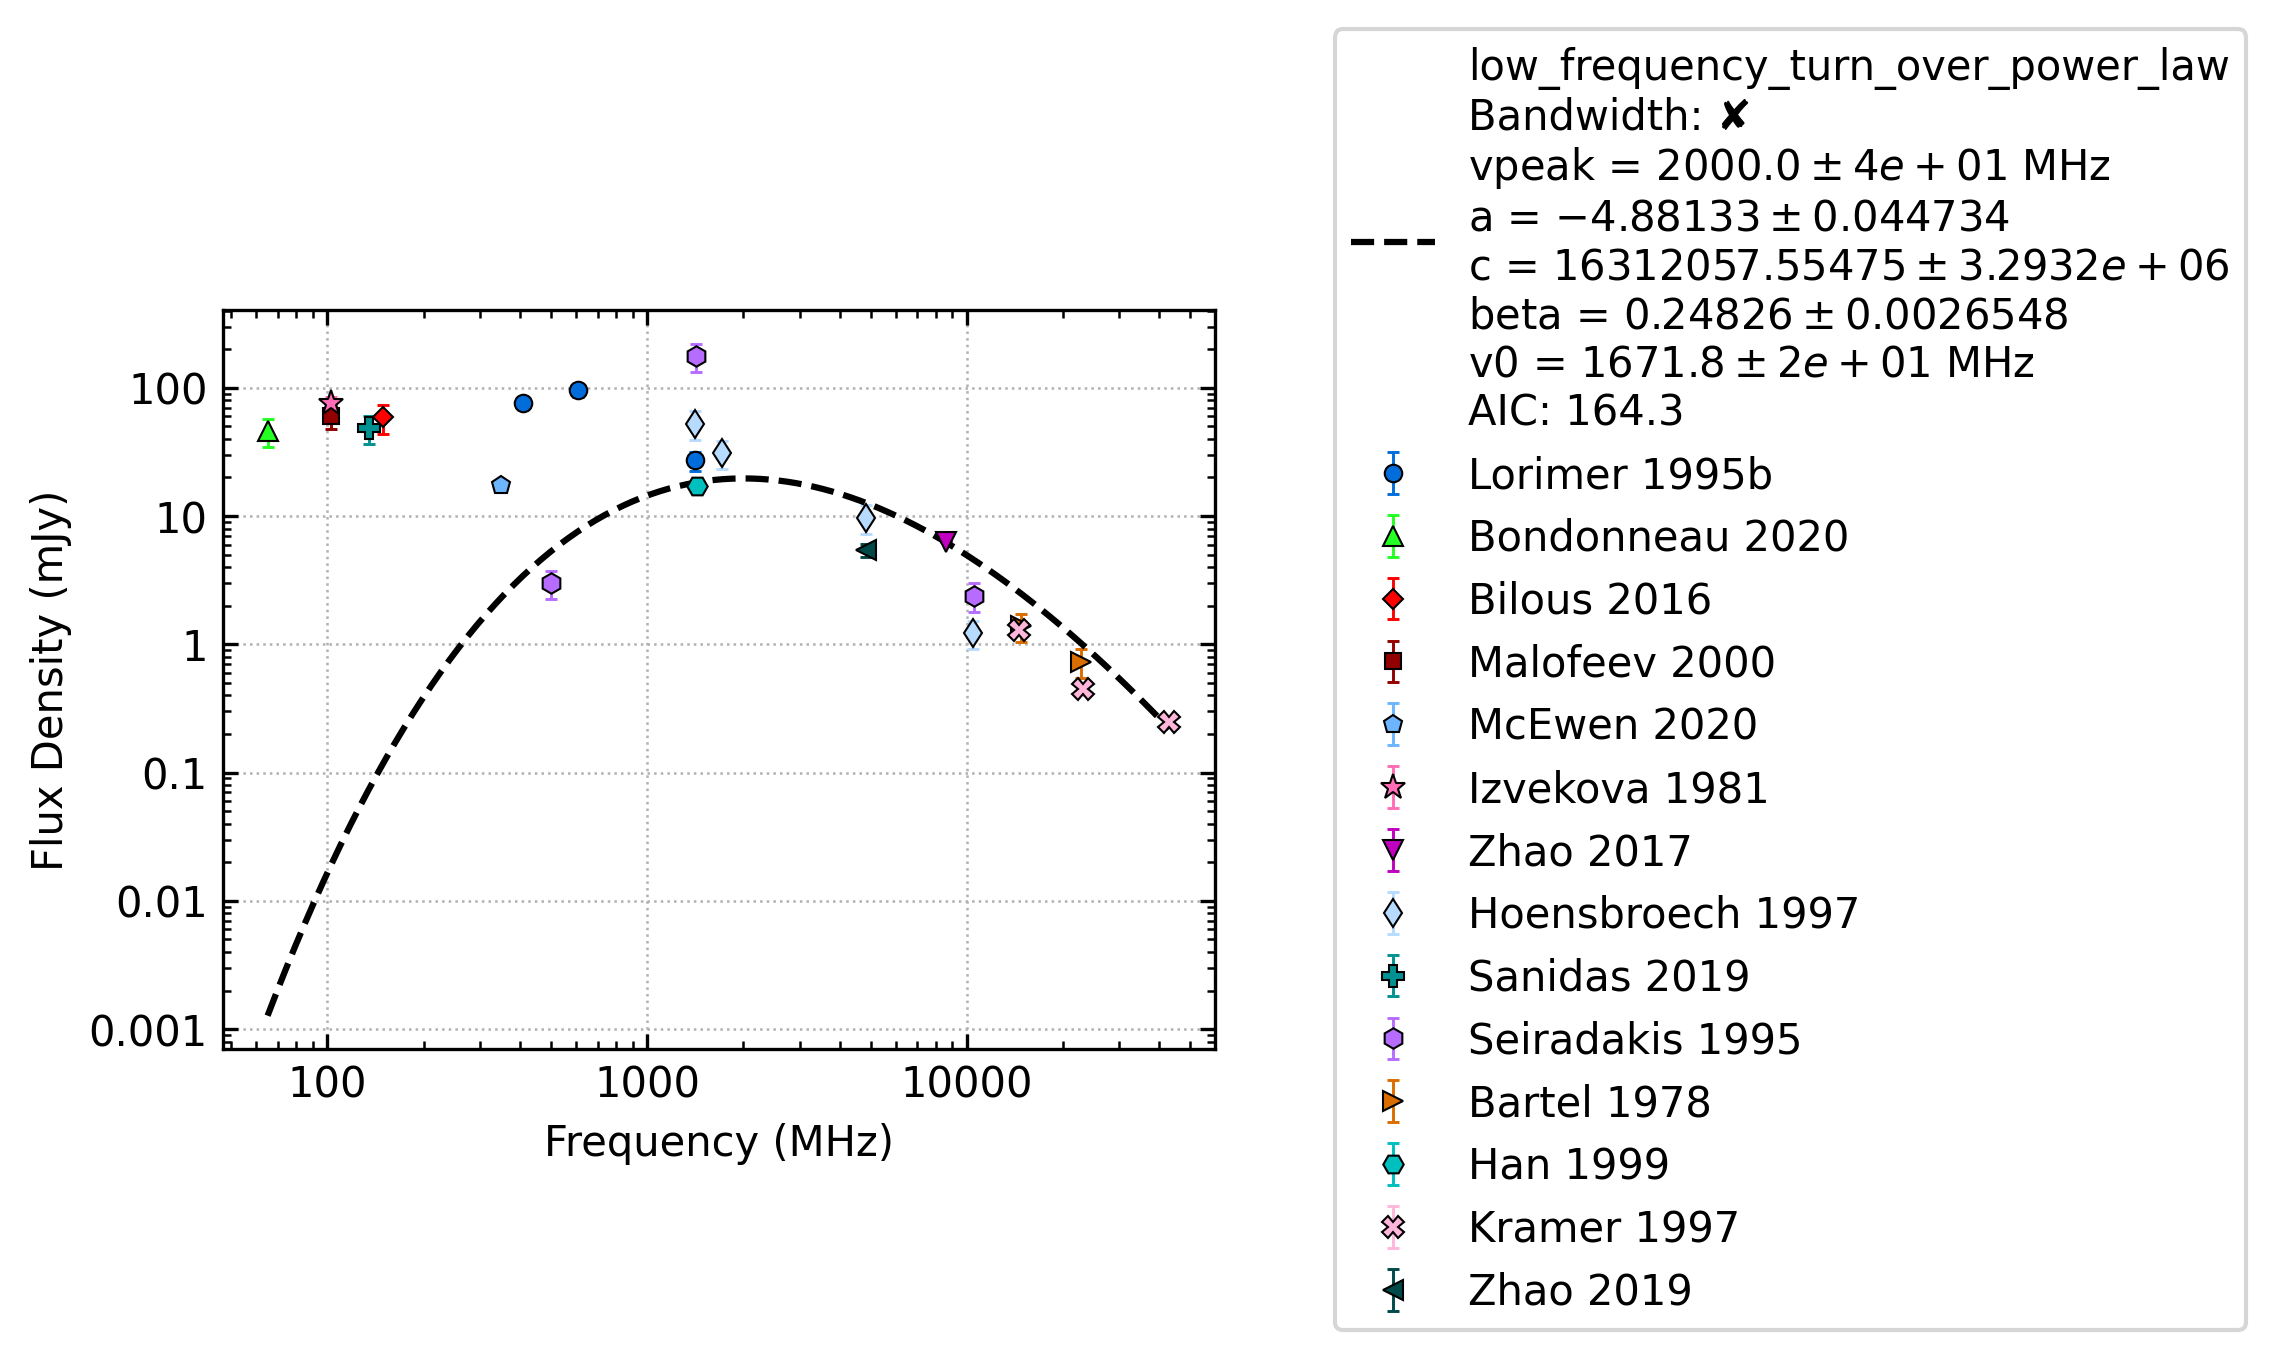 low_frequency_turn_over_power_law
Bandwidth: ✘
vpeak = 2000.0 ± 4e + 01 MHz
a = −4.88133 ± 0.044734
c = 16312057.55475 ± 3.2932e + 06
beta = 0.24826 ± 0.0026548
v0 = 1671.8 ± 2e + 01 MHz
AIC: 164.3
Lorimer 1995b
Bondonneau 2020
Bilous 2016
Malofeev 2000
McEwen 2020
Izvekova 1981
Zhao 2017
Hoensbroech 1997
Sanidas 2019
Seiradakis 1995
Bartel 1978
Han 1999
Kramer 1997
Zhao 2019
Flux Density (mJy)
100
10
1
0.1
0.01
0.001
100 1000 10000
Frequency (MHz)